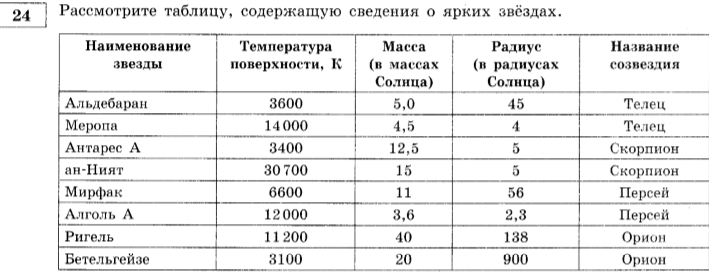 24
Рассмотрите таблицу, содержащую сведения о ярких звёздах.
Наименование звезды | Температура поверхности, К | Масса (в массах Солнца) | Радиус (в радиусах Солнца) | Название созвездия
Альдебаран | 3600 | 5,0 | 45 | Телец
Меропа | 14 000 | 4,5 | 4 | Телец
Антарес А | 3400 | 12,5 | 5 | Скорпион
ан-Ният | 30 700 | 15 | 5 | Скорпион
Мирфак | 6600 | 11 | 56 | Персей
Алголь А | 12 000 | 3,6 | 2,3 | Персей
Ригель | 11 200 | 40 | 138 | Орион
Бетельгейзе | 3100 | 20 | 900 | Орион